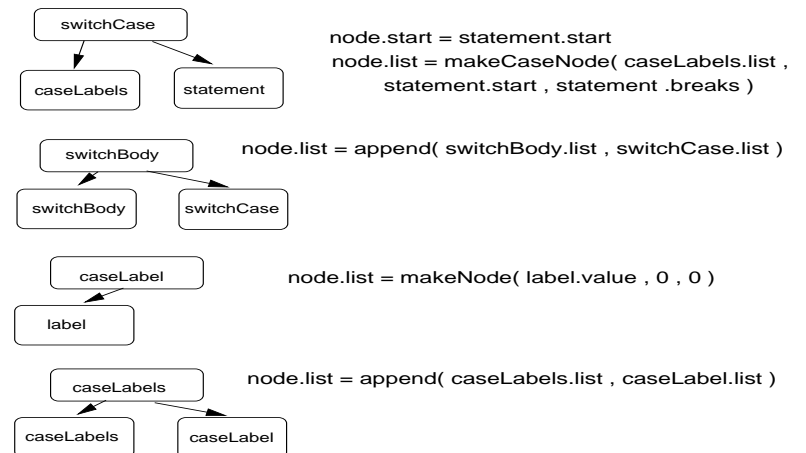 switchCase
node.start = statement.start
node.list = makeCaseNode( caseLabels.list ,
statement.start , statement .breaks )
caseLabels
statement
switchBody
node.list = append( switchBody.list , switchCase.list )
switchBody
switchCase
caseLabel
node.list = makeNode( label.value , 0 , 0 )
label
caseLabels
node.list = append( caseLabels.list , caseLabel.list )
caseLabels
caseLabel